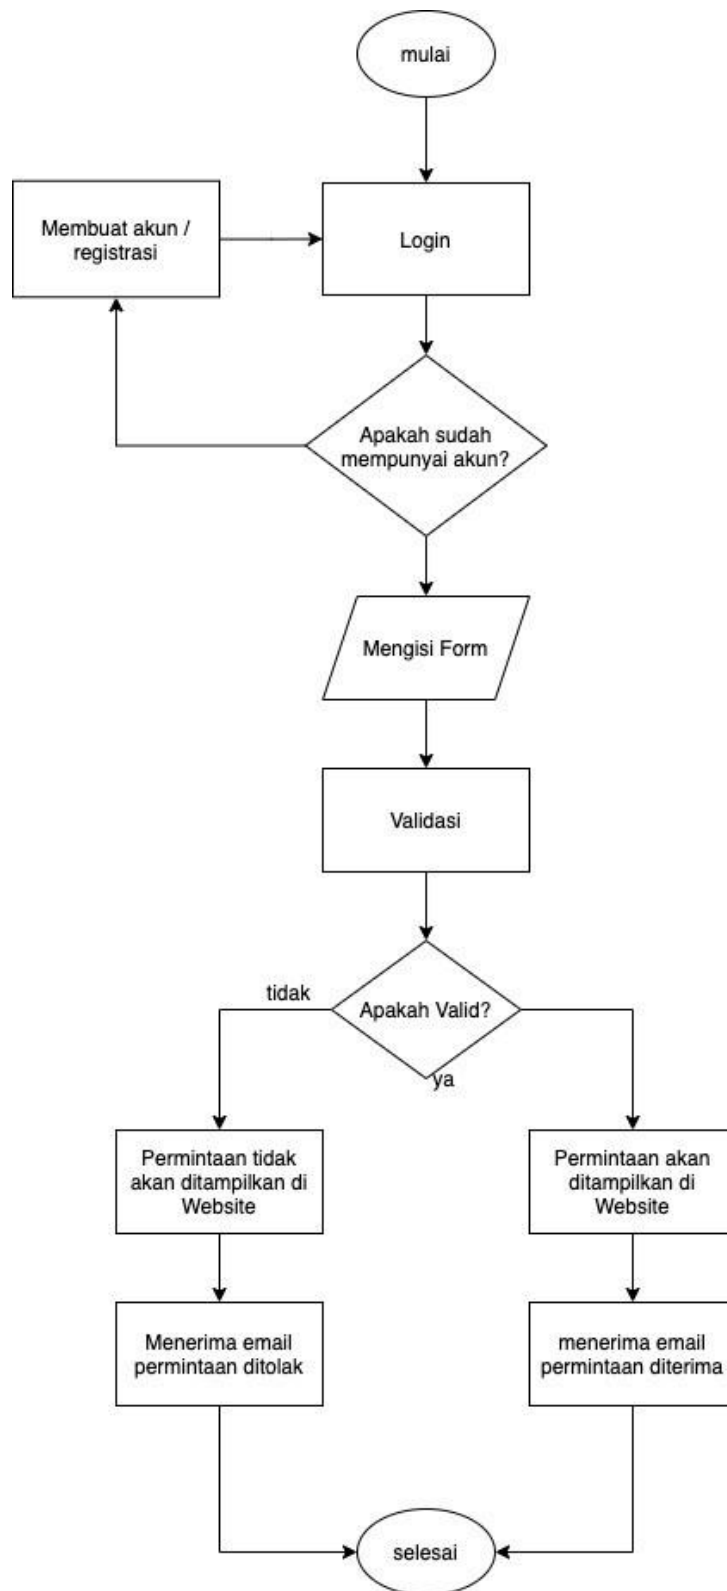 mulai
Membuat akun /
registrasi
Login
Apakah sudah
mempunyai akun?
Mengisi Form
Validasi
tidak
Apakah Valid?
ya
Permintaan tidak
akan ditampilkan di
Website
Permintaan akan
ditampilkan di
Website
Menerima email
permintaan ditolak
menerima email
permintaan diterima
selesai